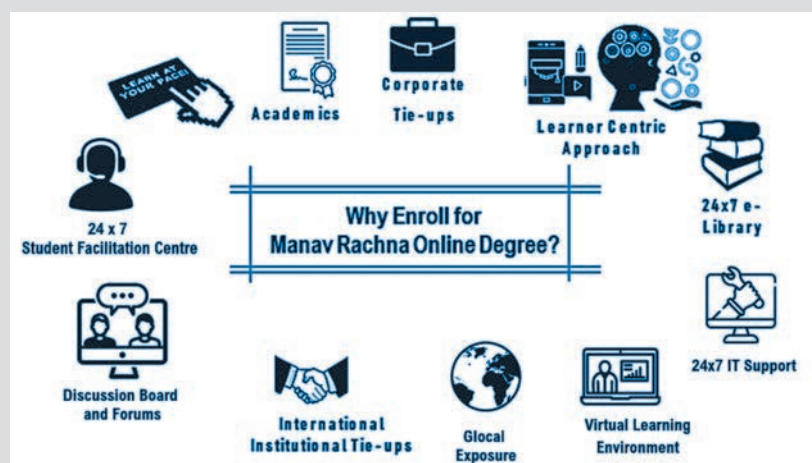 LEARN AT
YOUR PACE!
Academics
Corporate
Tie-ups
Learner Centric
Approach
24 x 7
Student Facilitation Centre
Why Enroll for
Manav Rachna Online Degree?
24x7 e-
Library
Discussion Board
and Forums
International
Institutional Tie-ups
Glocal
Exposure
Virtual Learning
Environment
24x7 IT Support